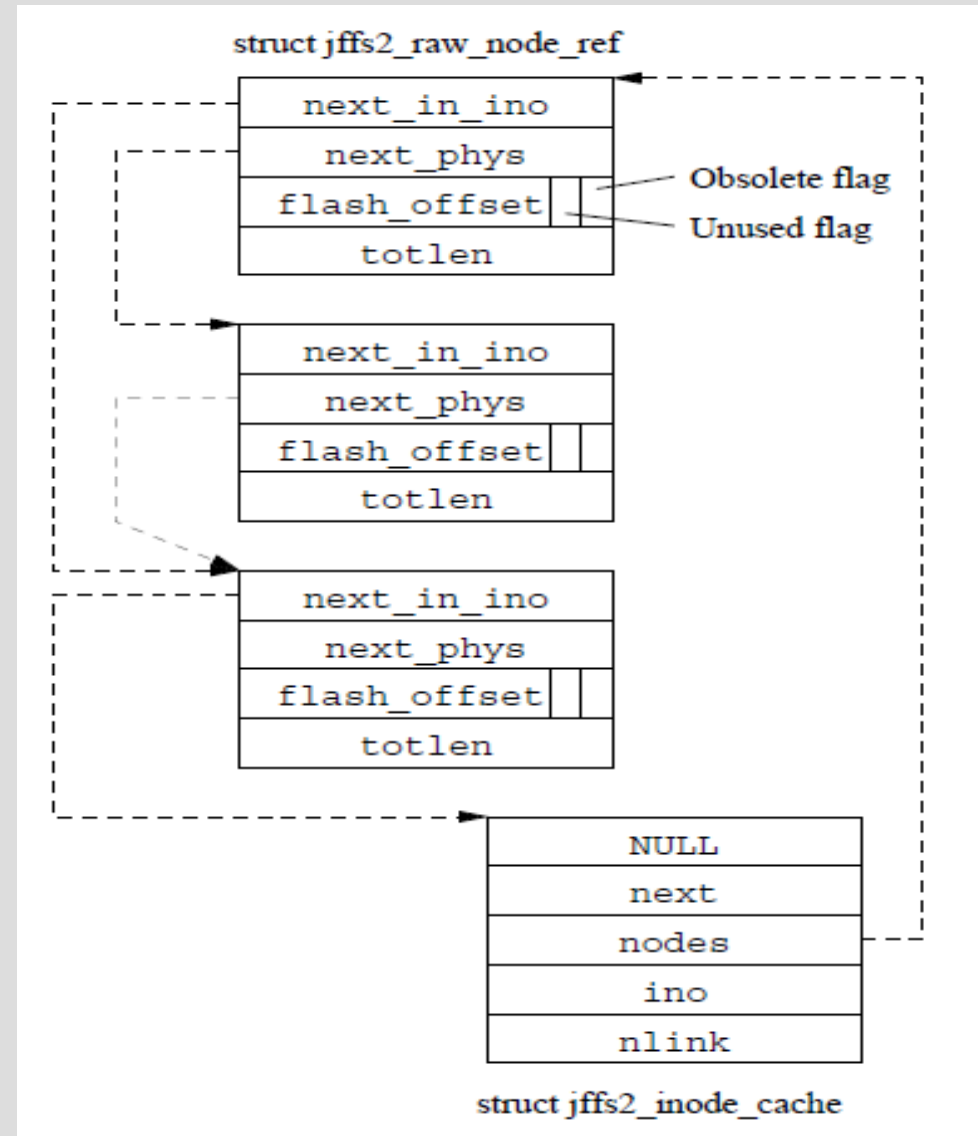 struct jffs2_raw_node_ref
next_in_ino
next_phys
flash_offset
totlen
Obsolete flag
Unused flag
next_in_ino
next_phys
flash_offset
totlen
next_in_ino
next_phys
flash_offset
totlen
NULL
next
nodes
ino
nlink
struct jffs2_inode_cache